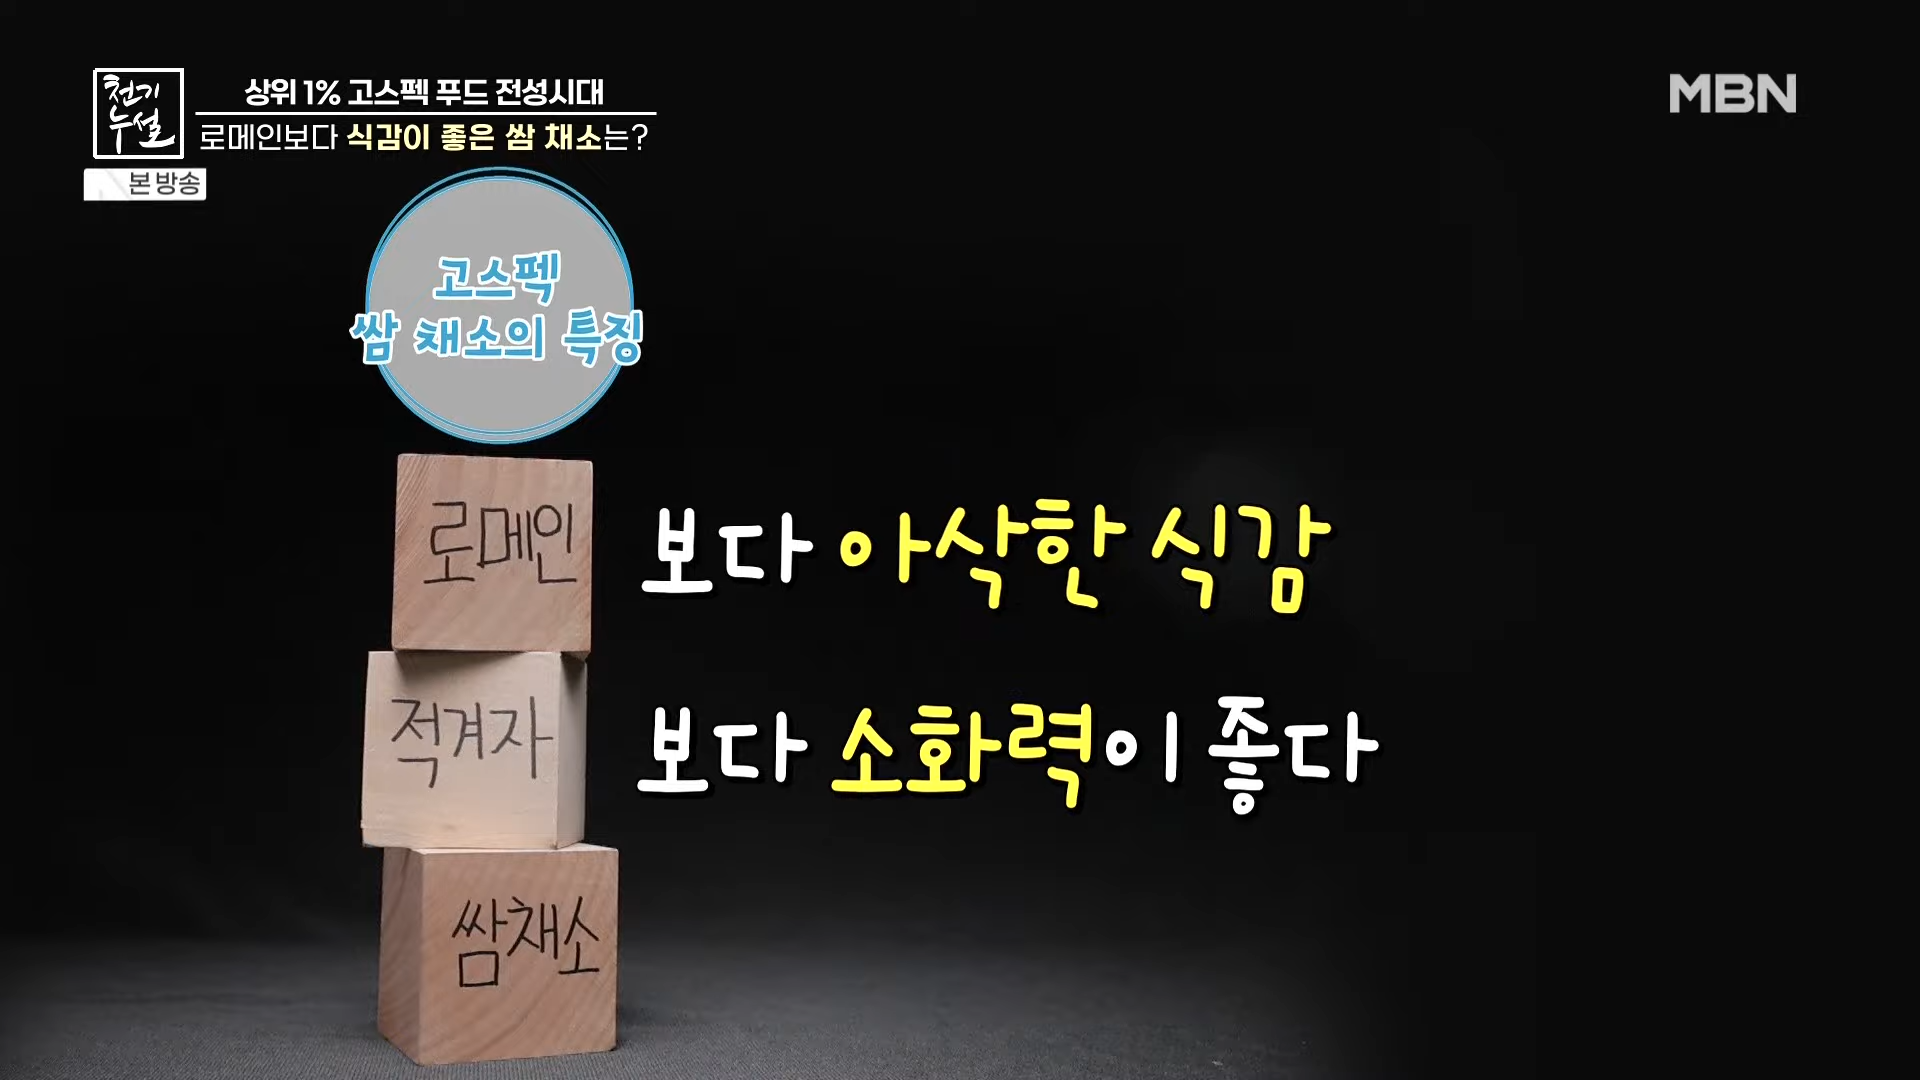 천기누설
상위 1% 고스펙 푸드 전성시대
로메인보다 식감이 좋은 쌈 채소는?
MBN
본방송
고스펙
쌈 채소의 특징
로메인 보다 아삭한 식감
적겨자 보다 소화력이 좋다
쌈채소